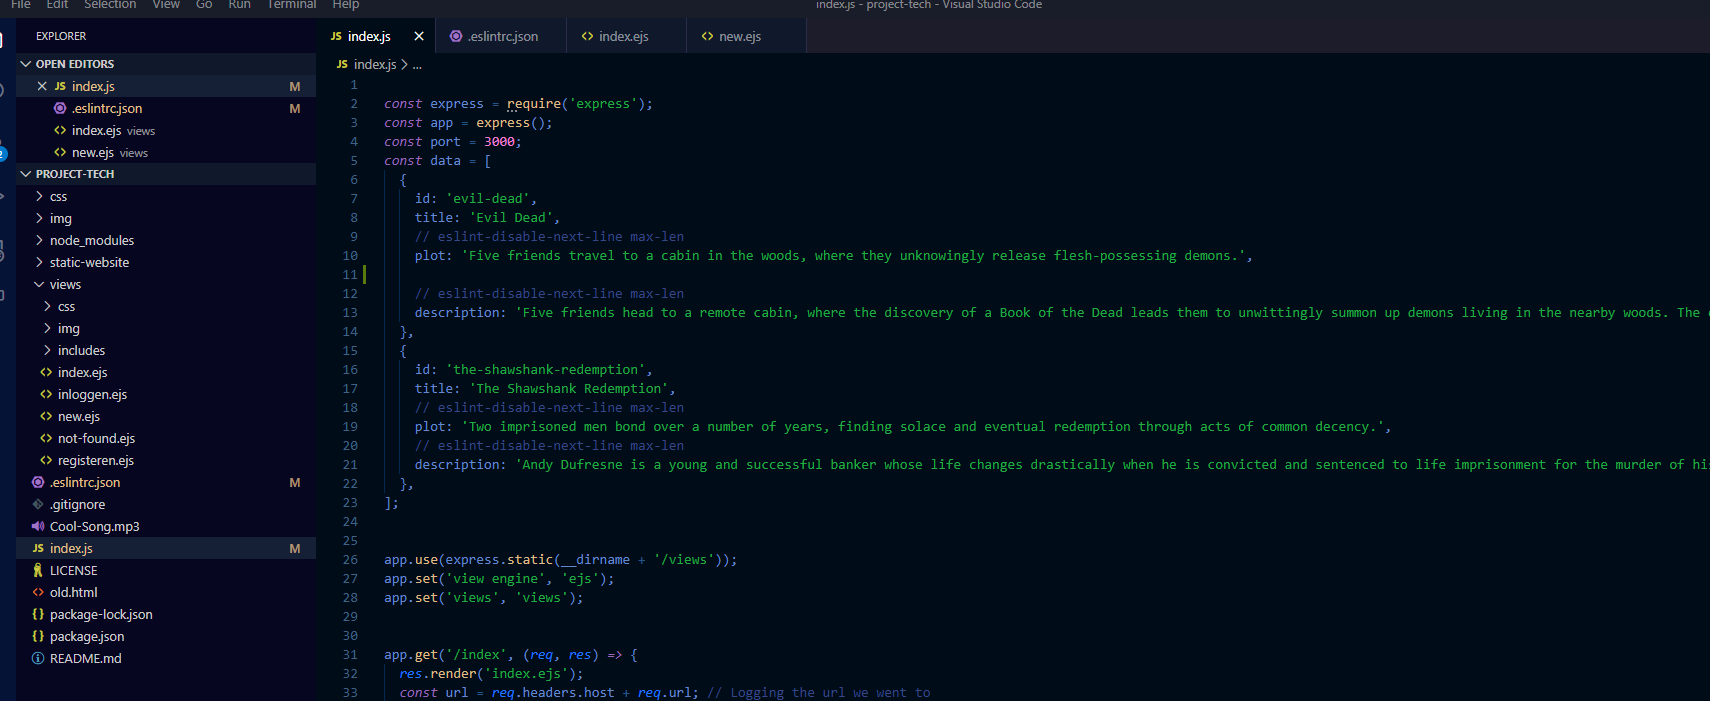 File Edit Selection View Go Run Terminal Help index.js - project-tech - Visual Studio Code
EXPLORER
OPEN EDITORS
JS index.js M
.eslintrc.json M
index.ejs views
new.ejs views
PROJECT-TECH
css
img
node_modules
static-website
views
css
img
includes
index.ejs
inloggen.ejs
new.ejs
not-found.ejs
registeren.ejs
.eslintrc.json M
.gitignore
Cool-Song.mp3
JS index.js M
LICENSE
old.html
package-lock.json
package.json
README.md
JS index.js .eslintrc.json index.ejs new.ejs
JS index.js > ...
1
2 const express = require('express');
3 const app = express();
4 const port = 3000;
5 const data = [
6 {
7 id: 'evil-dead',
8 title: 'Evil Dead',
9 // eslint-disable-next-line max-len
10 plot: 'Five friends travel to a cabin in the woods, where they unknowingly release flesh-possessing demons.',
11
12 // eslint-disable-next-line max-len
13 description: 'Five friends head to a remote cabin, where the discovery of a Book of the Dead leads them to unwittingly summon up demons living in the nearby woods. The
14 },
15 {
16 id: 'the-shawshank-redemption',
17 title: 'The Shawshank Redemption',
18 // eslint-disable-next-line max-len
19 plot: 'Two imprisoned men bond over a number of years, finding solace and eventual redemption through acts of common decency.',
20 // eslint-disable-next-line max-len
21 description: 'Andy Dufresne is a young and successful banker whose life changes drastically when he is convicted and sentenced to life imprisonment for the murder of
22 },
23 ];
24
25
26 app.use(express.static(__dirname + '/views'));
27 app.set('view engine', 'ejs');
28 app.set('views', 'views');
29
30
31 app.get('/index', (req, res) => {
32 res.render('index.ejs');
33 const url = req.headers.host + req.url; // Logging the url we went to